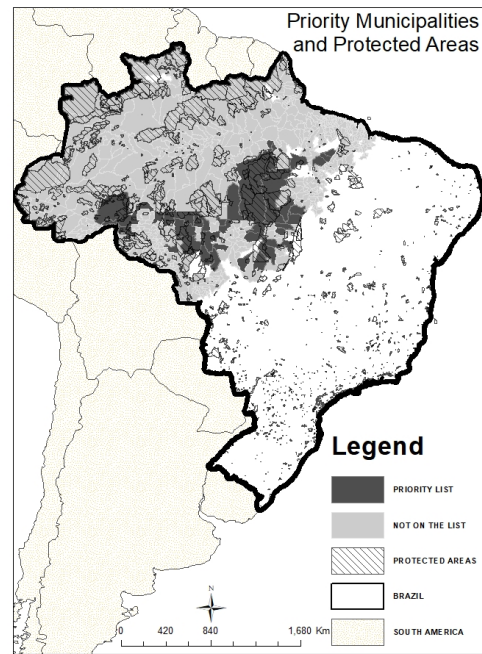 Priority Municipalities
and Protected Areas
Legend
PRIORITY LIST
NOT ON THE LIST
PROTECTED AREAS
BRAZIL
SOUTH AMERICA
N
0 420 840 1,680 Km